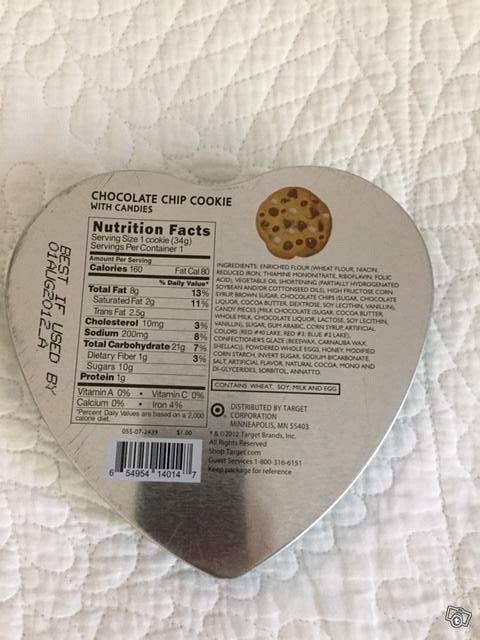 CHOCOLATE CHIP COOKIE
WITH CANDIES
Nutrition Facts
Serving Size 1 cookie (34g)
Servings Per Container 1
Amount Per Serving
Calories 160 Fat Cal 80
% Daily Value*
Total Fat 8g 13%
Saturated Fat 2g 11%
Trans Fat 2.5g
Cholesterol 10mg 3%
Sodium 200mg 8%
Total Carbohydrate 21g 7%
Dietary Fiber 1g 3%
Sugars 10g
Protein 1g
Vitamin A 0% • Vitamin C 0%
Calcium 0% • Iron 4%
*Percent Daily Values are based on a 2,000
calorie diet.
055-07-2439 $1.00
6 54954 14014 7
BEST IF USED BY
01AUG2012 A
INGREDIENTS: ENRICHED FLOUR (WHEAT FLOUR, NIACIN,
REDUCED IRON, THIAMINE MONONITRATE, RIBOFLAVIN, FOLIC
ACID), VEGETABLE OIL SHORTENING (PARTIALLY HYDROGENATED
SOYBEAN AND/OR COTTONSEED OILS), HIGH FRUCTOSE CORN
SYRUP, BROWN SUGAR, CHOCOLATE CHIPS (SUGAR, CHOCOLATE
LIQUOR, COCOA BUTTER, DEXTROSE, SOY LECITHIN, VANILLIN),
CANDY PIECES (MILK CHOCOLATE (SUGAR, COCOA BUTTER,
WHOLE MILK, CHOCOLATE LIQUOR, LACTOSE, SOY LECITHIN,
VANILLIN), SUGAR, GUM ARABIC, CORN SYRUP, ARTIFICIAL
COLORS (RED #40 LAKE, RED #3, BLUE #2 LAKE),
CONFECTIONER'S GLAZE (BEESWAX, CARNAUBA WAX,
SHELLAC)), POWDERED WHOLE EGGS, HONEY, MODIFIED
CORN STARCH, INVERT SUGAR, SODIUM BICARBONATE,
SALT, ARTIFICIAL FLAVOR, NATURAL COCOA, MONO AND
DI-GLYCERIDES, SORBITOL, ANNATTO.
CONTAINS: WHEAT, SOY, MILK AND EGG
DISTRIBUTED BY TARGET
CORPORATION
MINNEAPOLIS, MN 55403
* & ©2012 Target Brands, Inc.
All Rights Reserved
Shop Target.com
Guest Services 1-800-316-6151
Keep package for reference